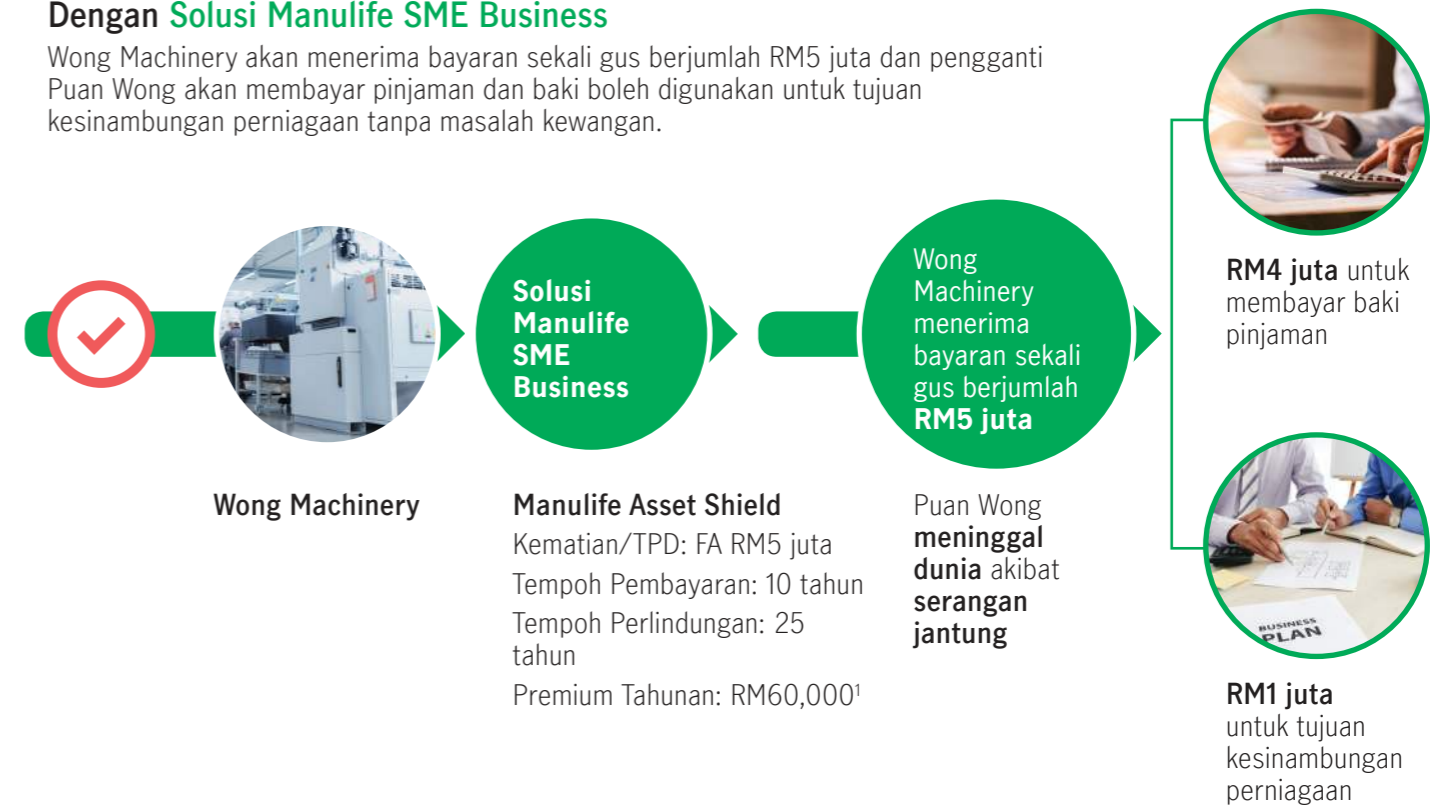 Dengan Solusi Manulife SME Business
Wong Machinery akan menerima bayaran sekali gus berjumlah RM5 juta dan pengganti
Puan Wong akan membayar pinjaman dan baki boleh digunakan untuk tujuan
kesinambungan perniagaan tanpa masalah kewangan.
Wong Machinery
Solusi
Manulife
SME
Business
Manulife Asset Shield
Kematian/TPD: FA RM5 juta
Tempoh Pembayaran: 10 tahun
Tempoh Perlindungan: 25
tahun
Premium Tahunan: RM60,000¹
Wong
Machinery
menerima
bayaran sekali
gus berjumlah
RM5 juta
Puan Wong
meninggal
dunia akibat
serangan
jantung
RM4 juta untuk
membayar baki
pinjaman
BUSINESS
PLAN
RM1 juta
untuk tujuan
kesinambungan
perniagaan